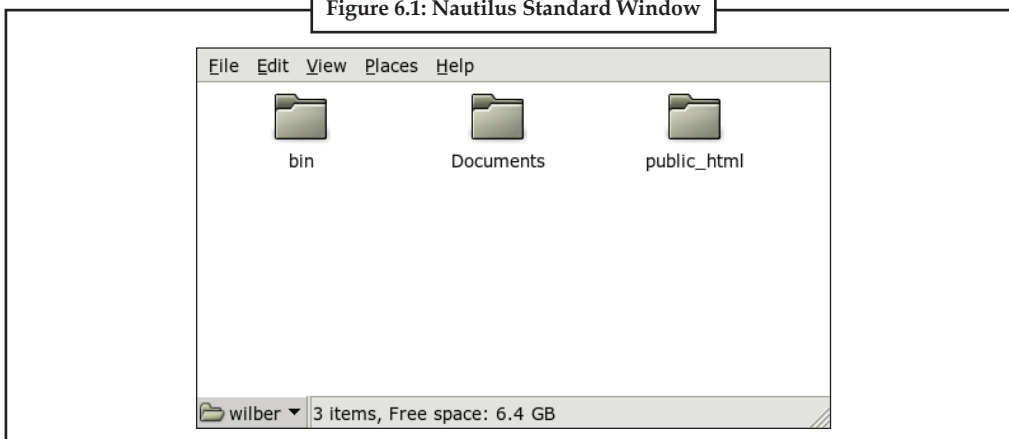 Figure 6.1: Nautilus Standard Window
File Edit View Places Help
bin Documents public_html
wilber 3 items, Free space: 6.4 GB